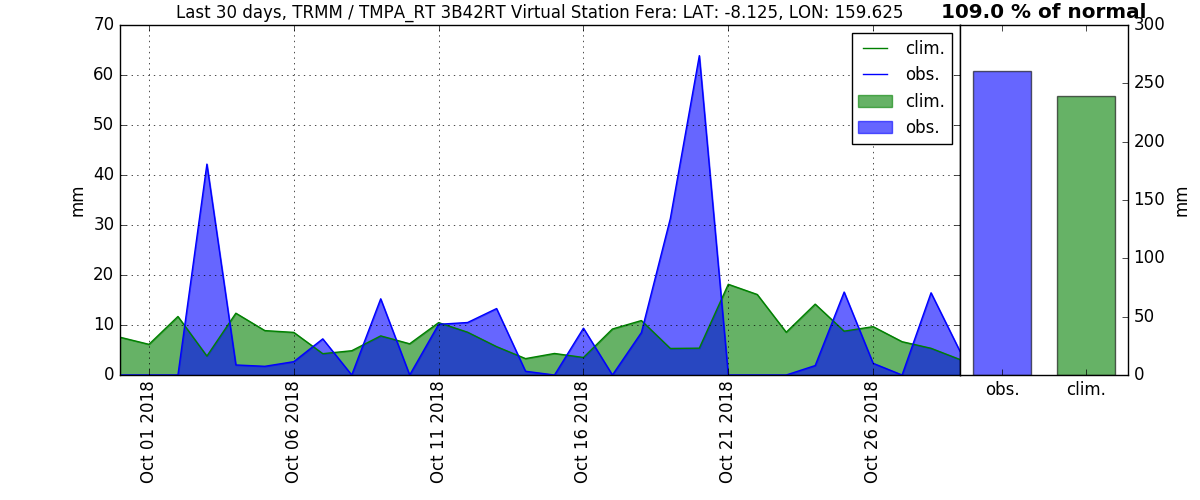 Last 30 days, TRMM / TMPA_RT 3B42RT Virtual Station Fera: LAT: -8.125, LON: 159.625
109.0 % of normal
70
60
50
40
30
20
10
0
mm
clim.
obs.
clim.
obs.
Oct 01 2018
Oct 06 2018
Oct 11 2018
Oct 16 2018
Oct 21 2018
Oct 26 2018
300
250
200
150
100
50
0
mm
obs.
clim.